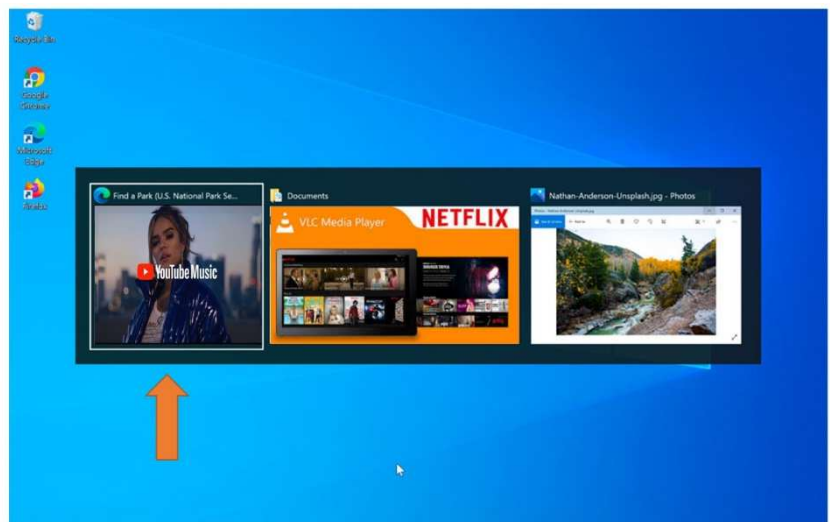 Recycle Bin
Google
Chrome
Microsoft
Edge
Firefox
Find a Park (U.S. National Park Se...
YouTube Music
Documents
VLC Media Player
NETFLIX
Nathan-Anderson-Unsplash.jpg - Photos